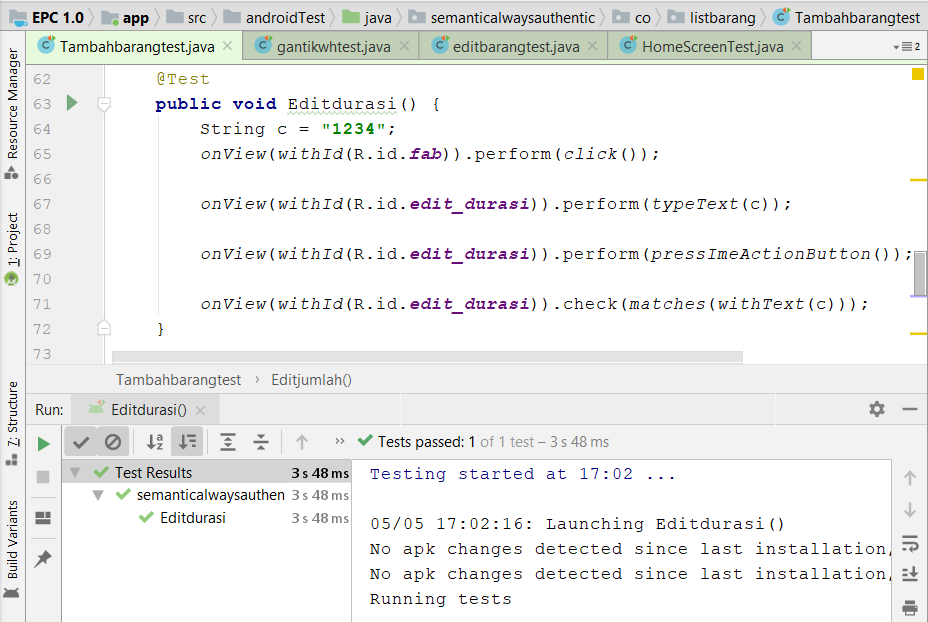 EPC 1.0 app src androidTest java semanticalwaysauthentic co listbarang Tambahbarangtest
Tambahbarangtest.java gantikwhtest.java editbarangtest.java HomeScreenTest.java 2
Resource Manager
1: Project
7: Structure
Build Variants
62 @Test
63 public void Editdurasi() {
64 String c = "1234";
65 onView(withId(R.id.fab)).perform(click());
66
67 onView(withId(R.id.edit_durasi)).perform(typeText(c));
68
69 onView(withId(R.id.edit_durasi)).perform(pressImeActionButton());
70
71 onView(withId(R.id.edit_durasi)).check(matches(withText(c)));
72 }
73
Tambahbarangtest › Editjumlah()
Run: Editdurasi()
» Tests passed: 1 of 1 test – 3 s 48 ms
Test Results 3 s 48 ms
semanticalwaysauthen 3 s 48 ms
Editdurasi 3 s 48 ms
Testing started at 17:02 ...
05/05 17:02:16: Launching Editdurasi()
No apk changes detected since last installation,
No apk changes detected since last installation,
Running tests